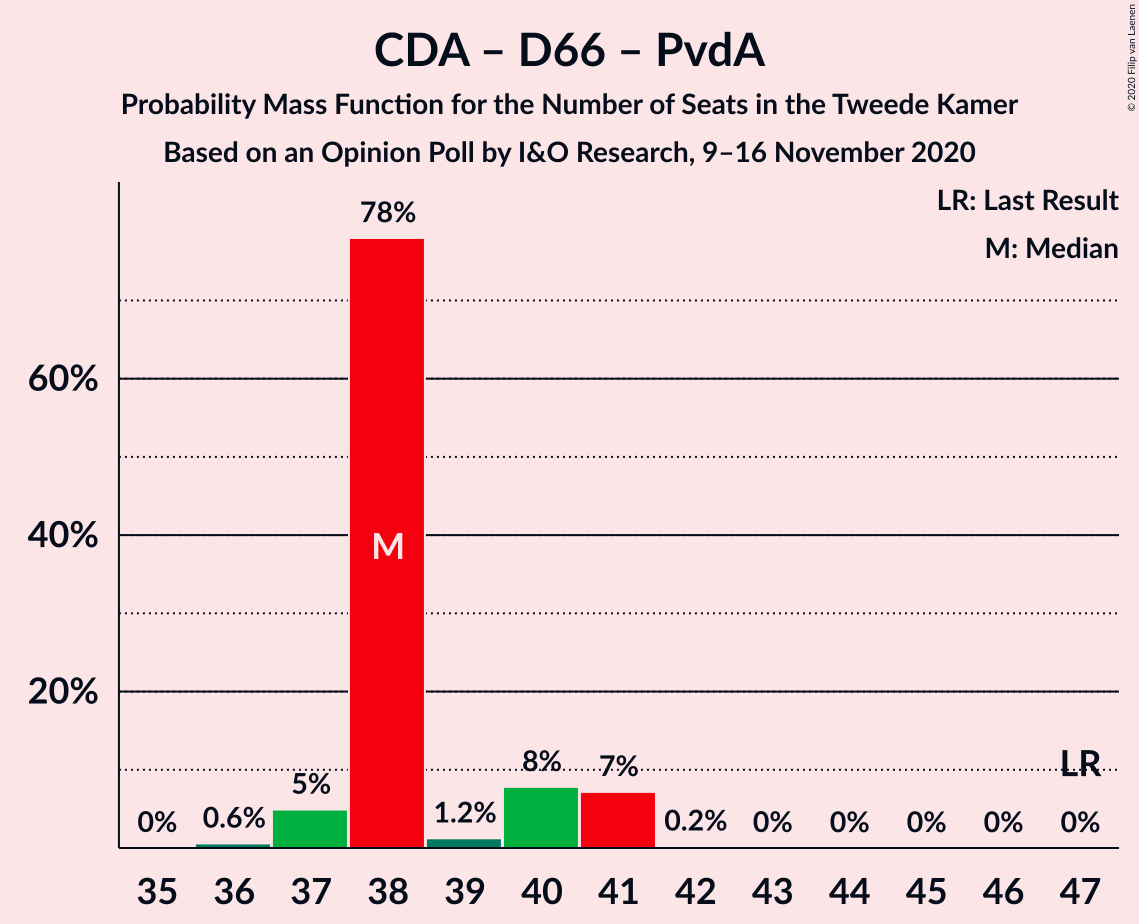 CDA – D66 – PvdA
Probability Mass Function for the Number of Seats in the Tweede Kamer
Based on an Opinion Poll by I&O Research, 9–16 November 2020
© 2020 Filip van Laenen
LR: Last Result
M: Median
78%
60%
40%
20%
M
0%
0.6%
5%
1.2%
8%
7%
0.2%
0%
0%
0%
0%
LR
0%
35 36 37 38 39 40 41 42 43 44 45 46 47